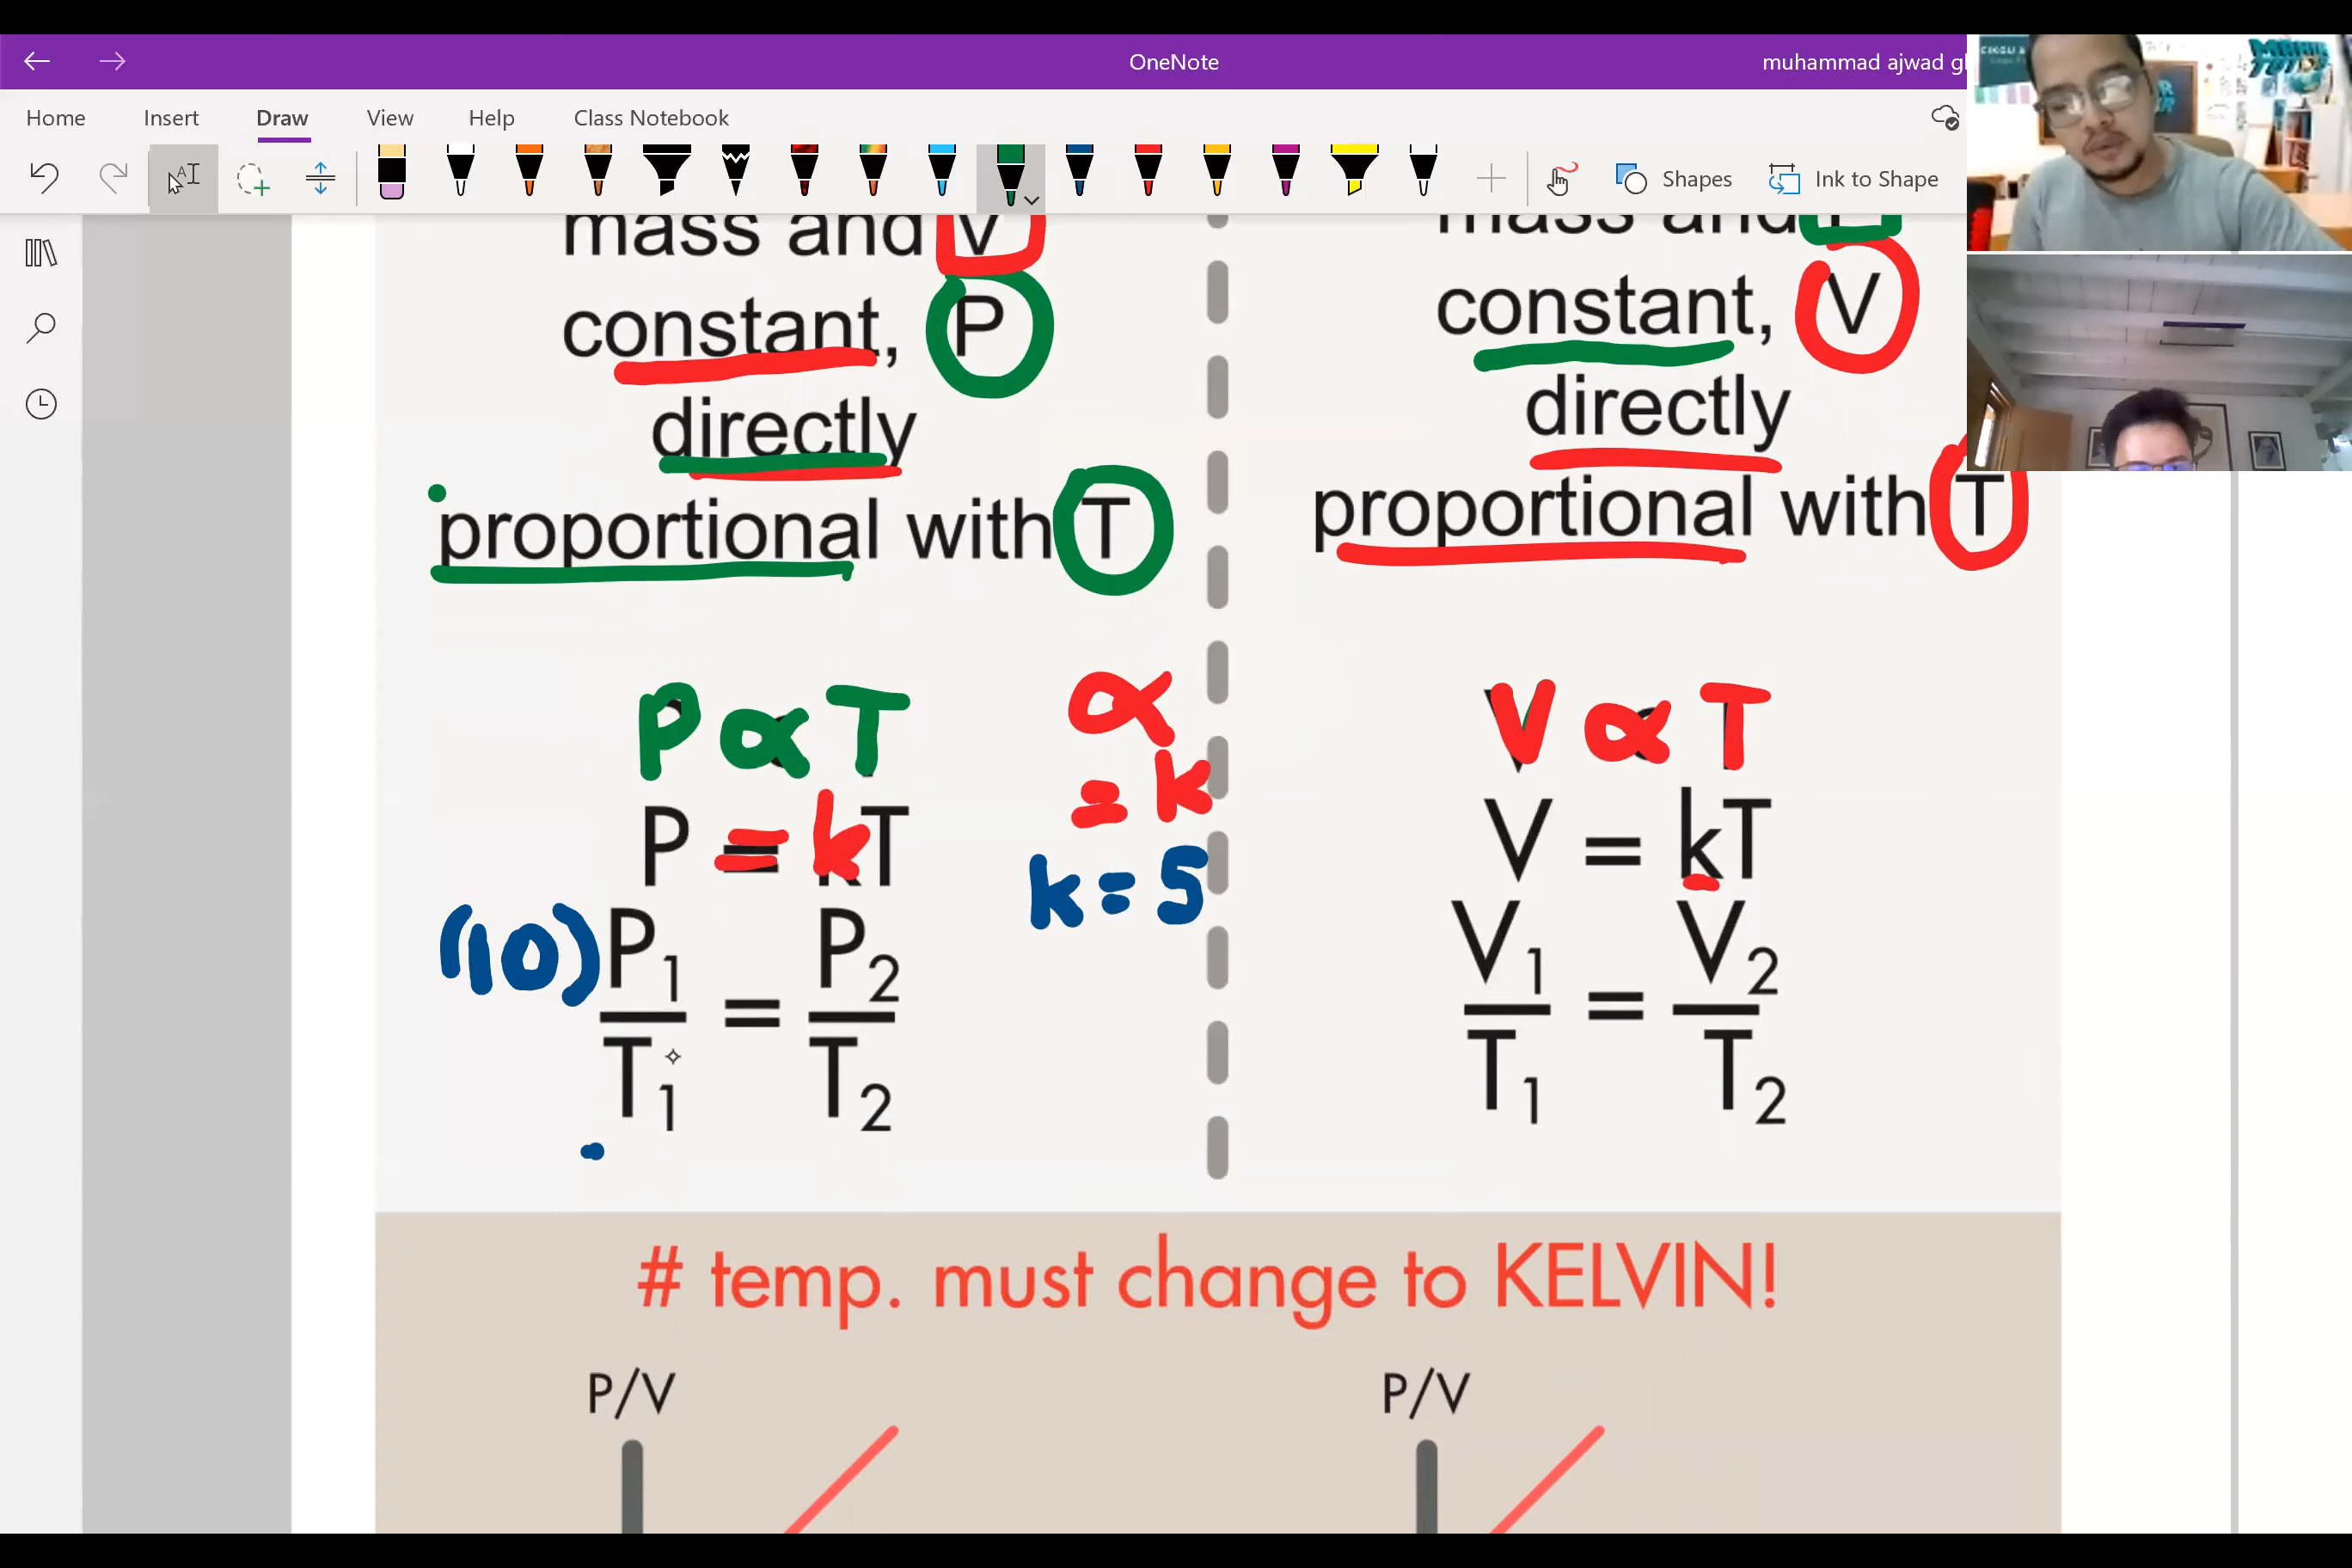 OneNote
muhammad ajwad
Home Insert Draw View Help Class Notebook
Shapes Ink to Shape
mass and V
constant, P
directly
proportional with T
P ∝ T
P = kT
(10) P₁/T₁ = P₂/T₂
∝
= k
k = 5
mass and
constant, V
directly
proportional with T
V ∝ T
V = kT
V₁/T₁ = V₂/T₂
# temp. must change to KELVIN!
P/V
P/V